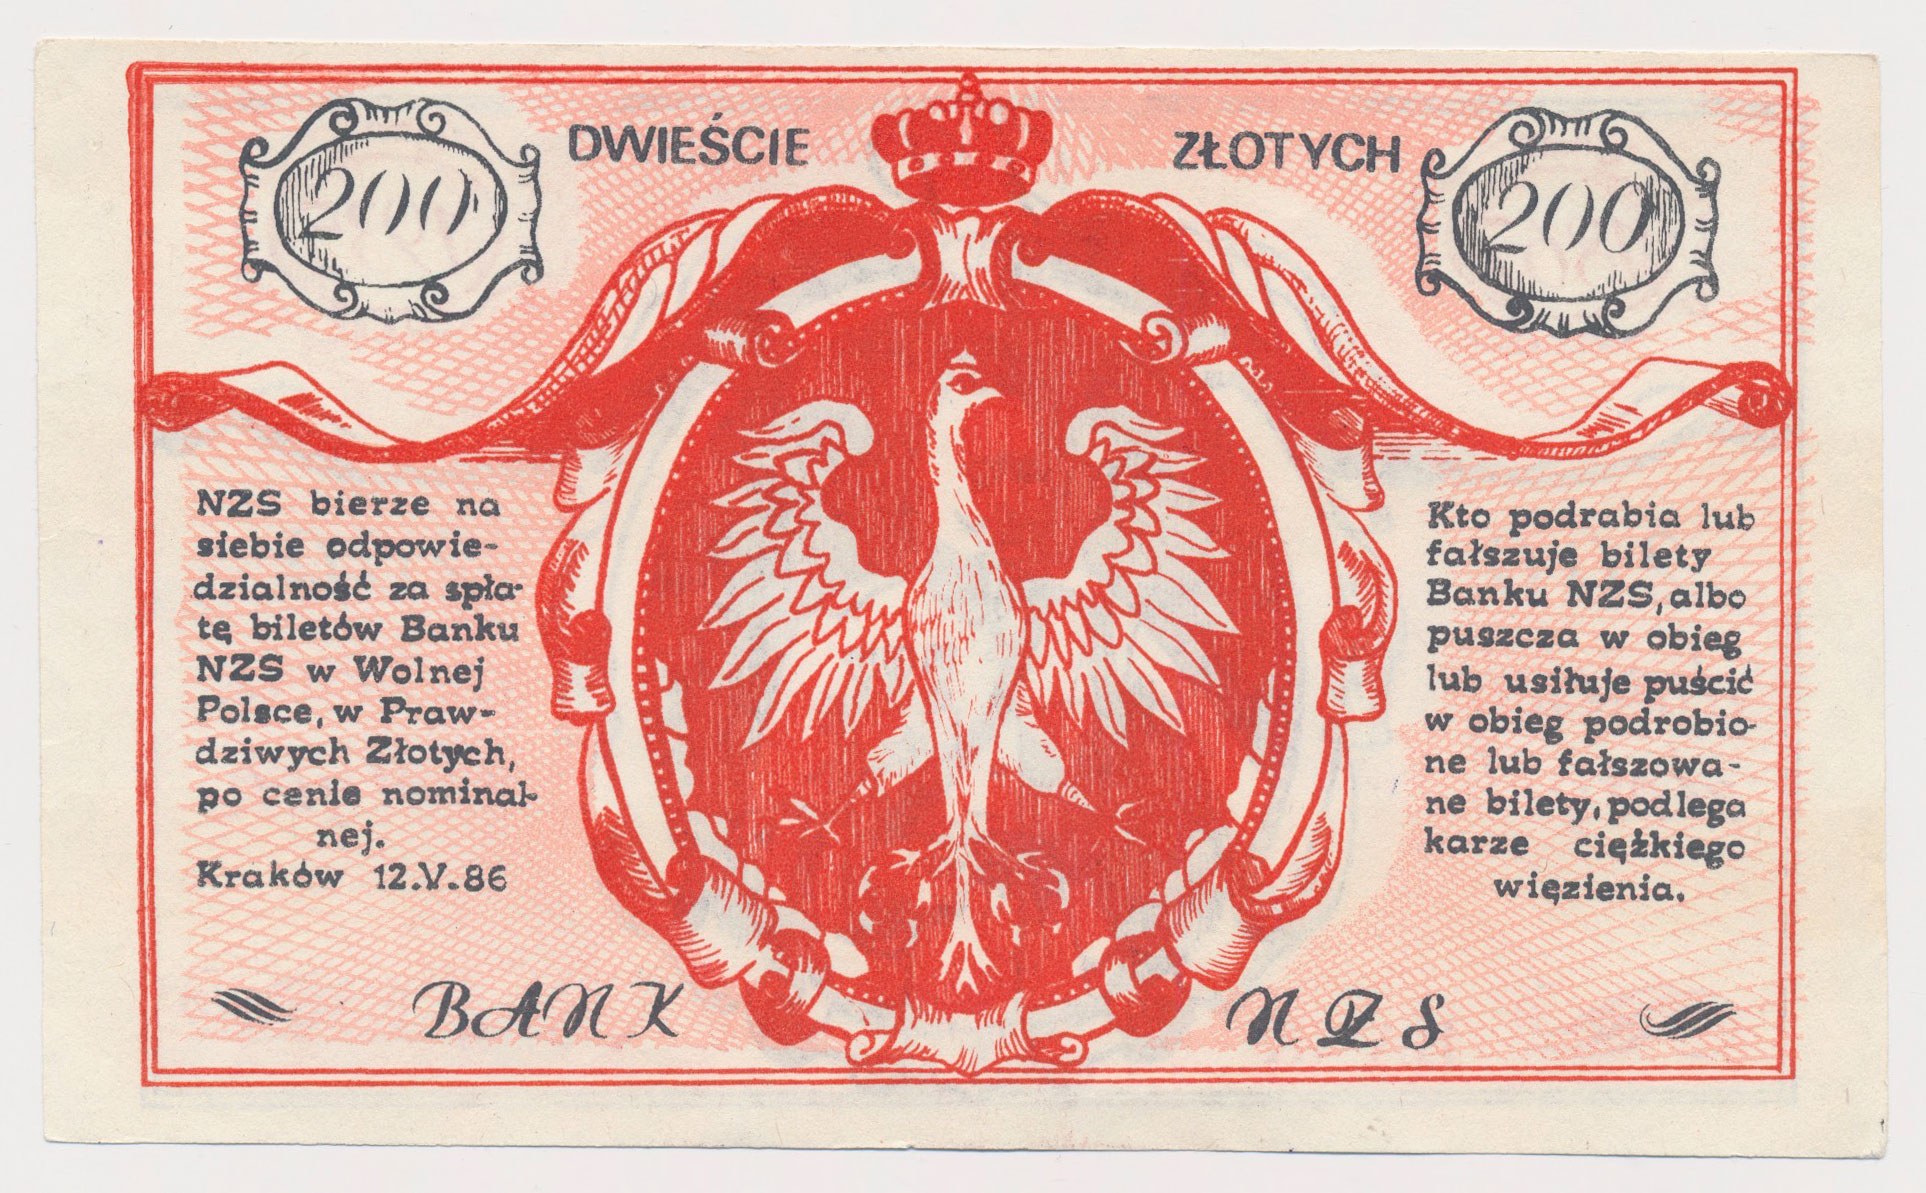 200
DWIEŚCIE ZŁOTYCH
200
NZS bierze na
siebie odpowie-
dzialność za spła-
tę biletów Banku
NZS w Wolnej
Polsce, w Praw-
dziwych Złotych,
po cenie nominal-
nej.
Kraków 12.V.86
Kto podrabia lub
fałszuje bilety
Banku NZS, albo
puszcza w obieg
lub usiłuje puścić
w obieg podrobio-
ne lub fałszowa-
ne bilety, podlega
karze ciężkiego
więzienia.
BANK NZS